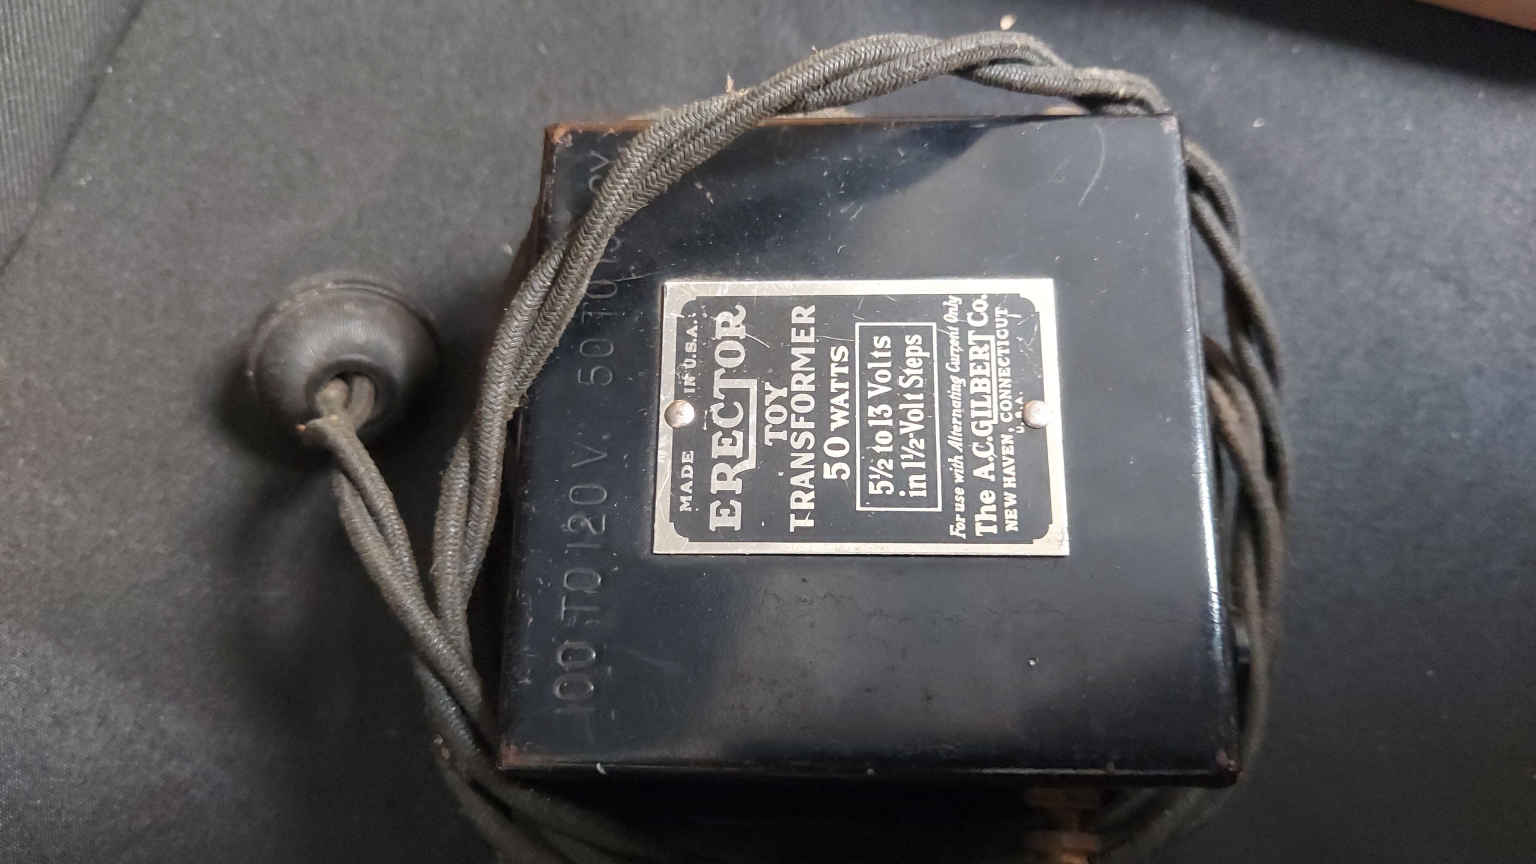 MADE IN U.S.A.
ERECTOR
TOY
TRANSFORMER
50 WATTS
5½ to 13 Volts
in 1½-Volt Steps
For use with Alternating Current Only
The A.C. GILBERT Co.
NEW HAVEN, CONNECTICUT
U.S.A.
100 TO 120 V. 50 TO